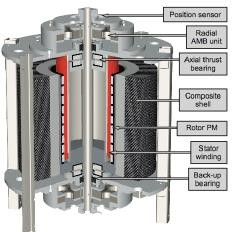 Position sensor
Radial
AMB unit
Axial thrust
bearing
Composite
shell
Rotor PM
Stator
winding
Back-up
bearing